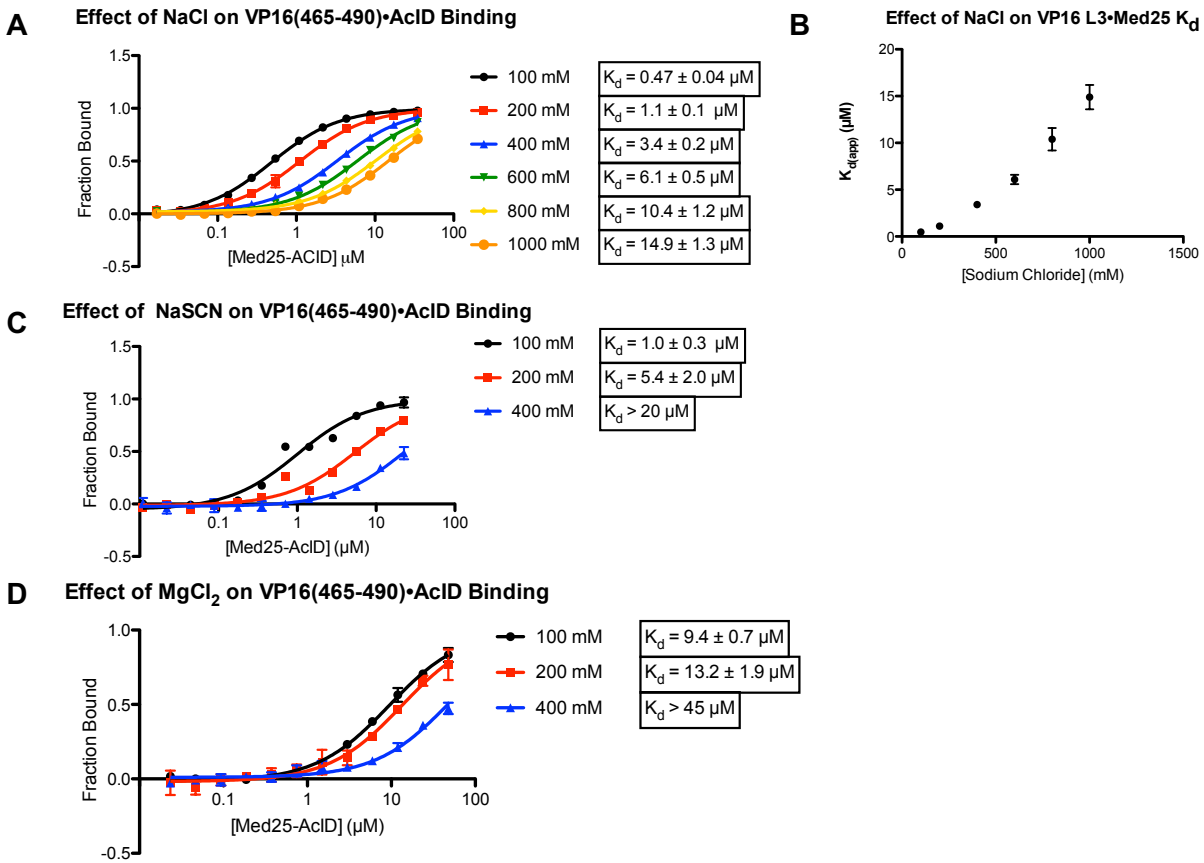 A
Effect of NaCl on VP16(465-490)•AcID Binding
1.5
1.0
0.5
0.0
-0.5
Fraction Bound
0.1
1
10
100
[Med25-ACID] μM
100 mM
200 mM
400 mM
600 mM
800 mM
1000 mM
Kd = 0.47 ± 0.04 μM
Kd = 1.1 ± 0.1 μM
Kd = 3.4 ± 0.2 μM
Kd = 6.1 ± 0.5 μM
Kd = 10.4 ± 1.2 μM
Kd = 14.9 ± 1.3 μM
B
Effect of NaCl on VP16 L3•Med25 Kd
20
15
10
5
0
Kd(app) (μM)
0
500
1000
1500
[Sodium Chloride] (mM)
C
Effect of NaSCN on VP16(465-490)•AcID Binding
1.5
1.0
0.5
0.0
-0.5
Fraction Bound
0.1
1
10
100
[Med25-AcID] (μM)
100 mM
200 mM
400 mM
Kd = 1.0 ± 0.3 μM
Kd = 5.4 ± 2.0 μM
Kd > 20 μM
D
Effect of MgCl2 on VP16(465-490)•AcID Binding
1.0
0.5
0.0
-0.5
Fraction Bound
0.1
1
10
100
[Med25-AcID] (μM)
100 mM
200 mM
400 mM
Kd = 9.4 ± 0.7 μM
Kd = 13.2 ± 1.9 μM
Kd > 45 μM